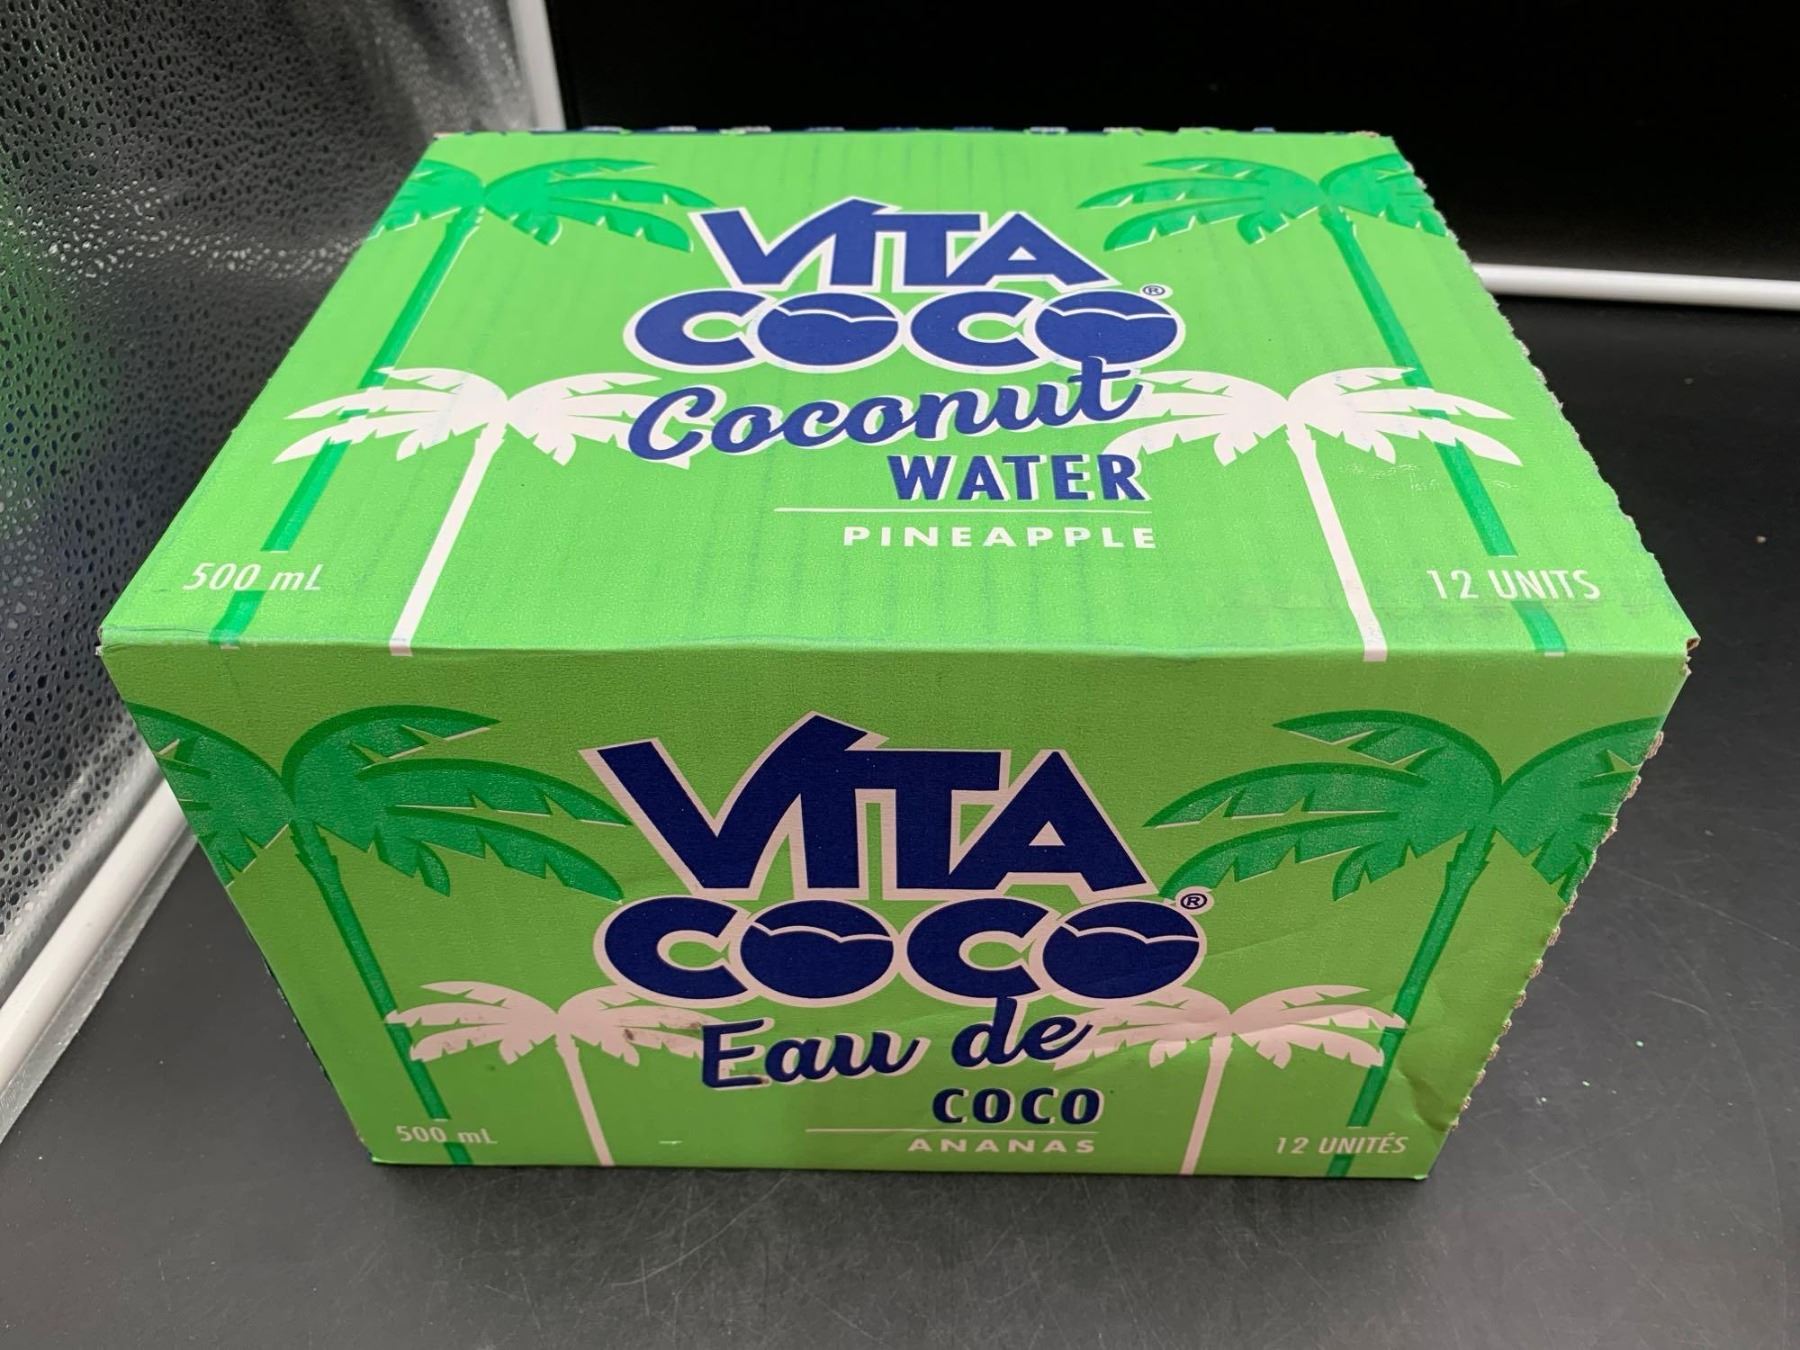 VITA
COCO®
Coconut
WATER
PINEAPPLE
500 mL
12 UNITS
VITA
COCO®
Eau de
COCO
ANANAS
500 mL
12 UNITÉS